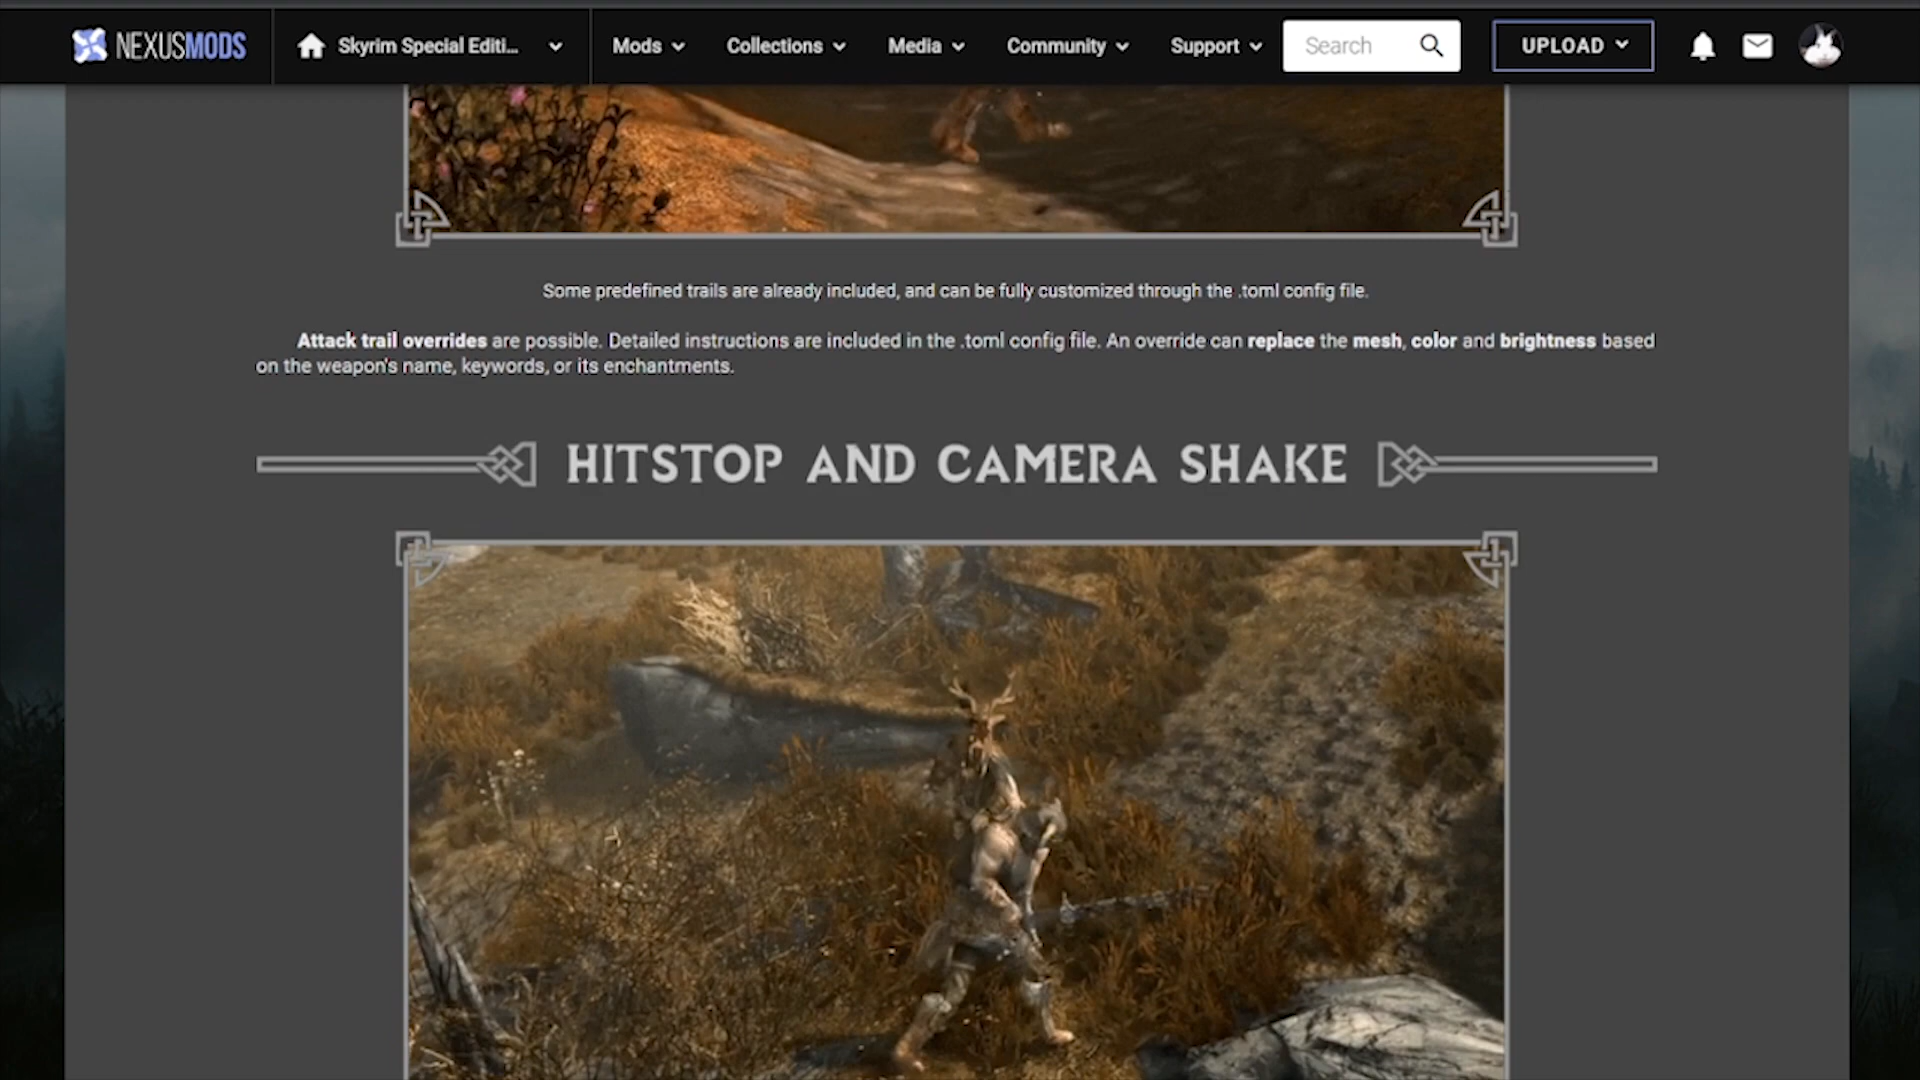 NEXUSMODS
Skyrim Special Editi...
Mods
Collections
Media
Community
Support
Search
UPLOAD
Some predefined trails are already included, and can be fully customized through the .toml config file.
Attack trail overrides are possible. Detailed instructions are included in the .toml config file. An override can replace the mesh, color and brightness based
on the weapon's name, keywords, or its enchantments.
HITSTOP AND CAMERA SHAKE